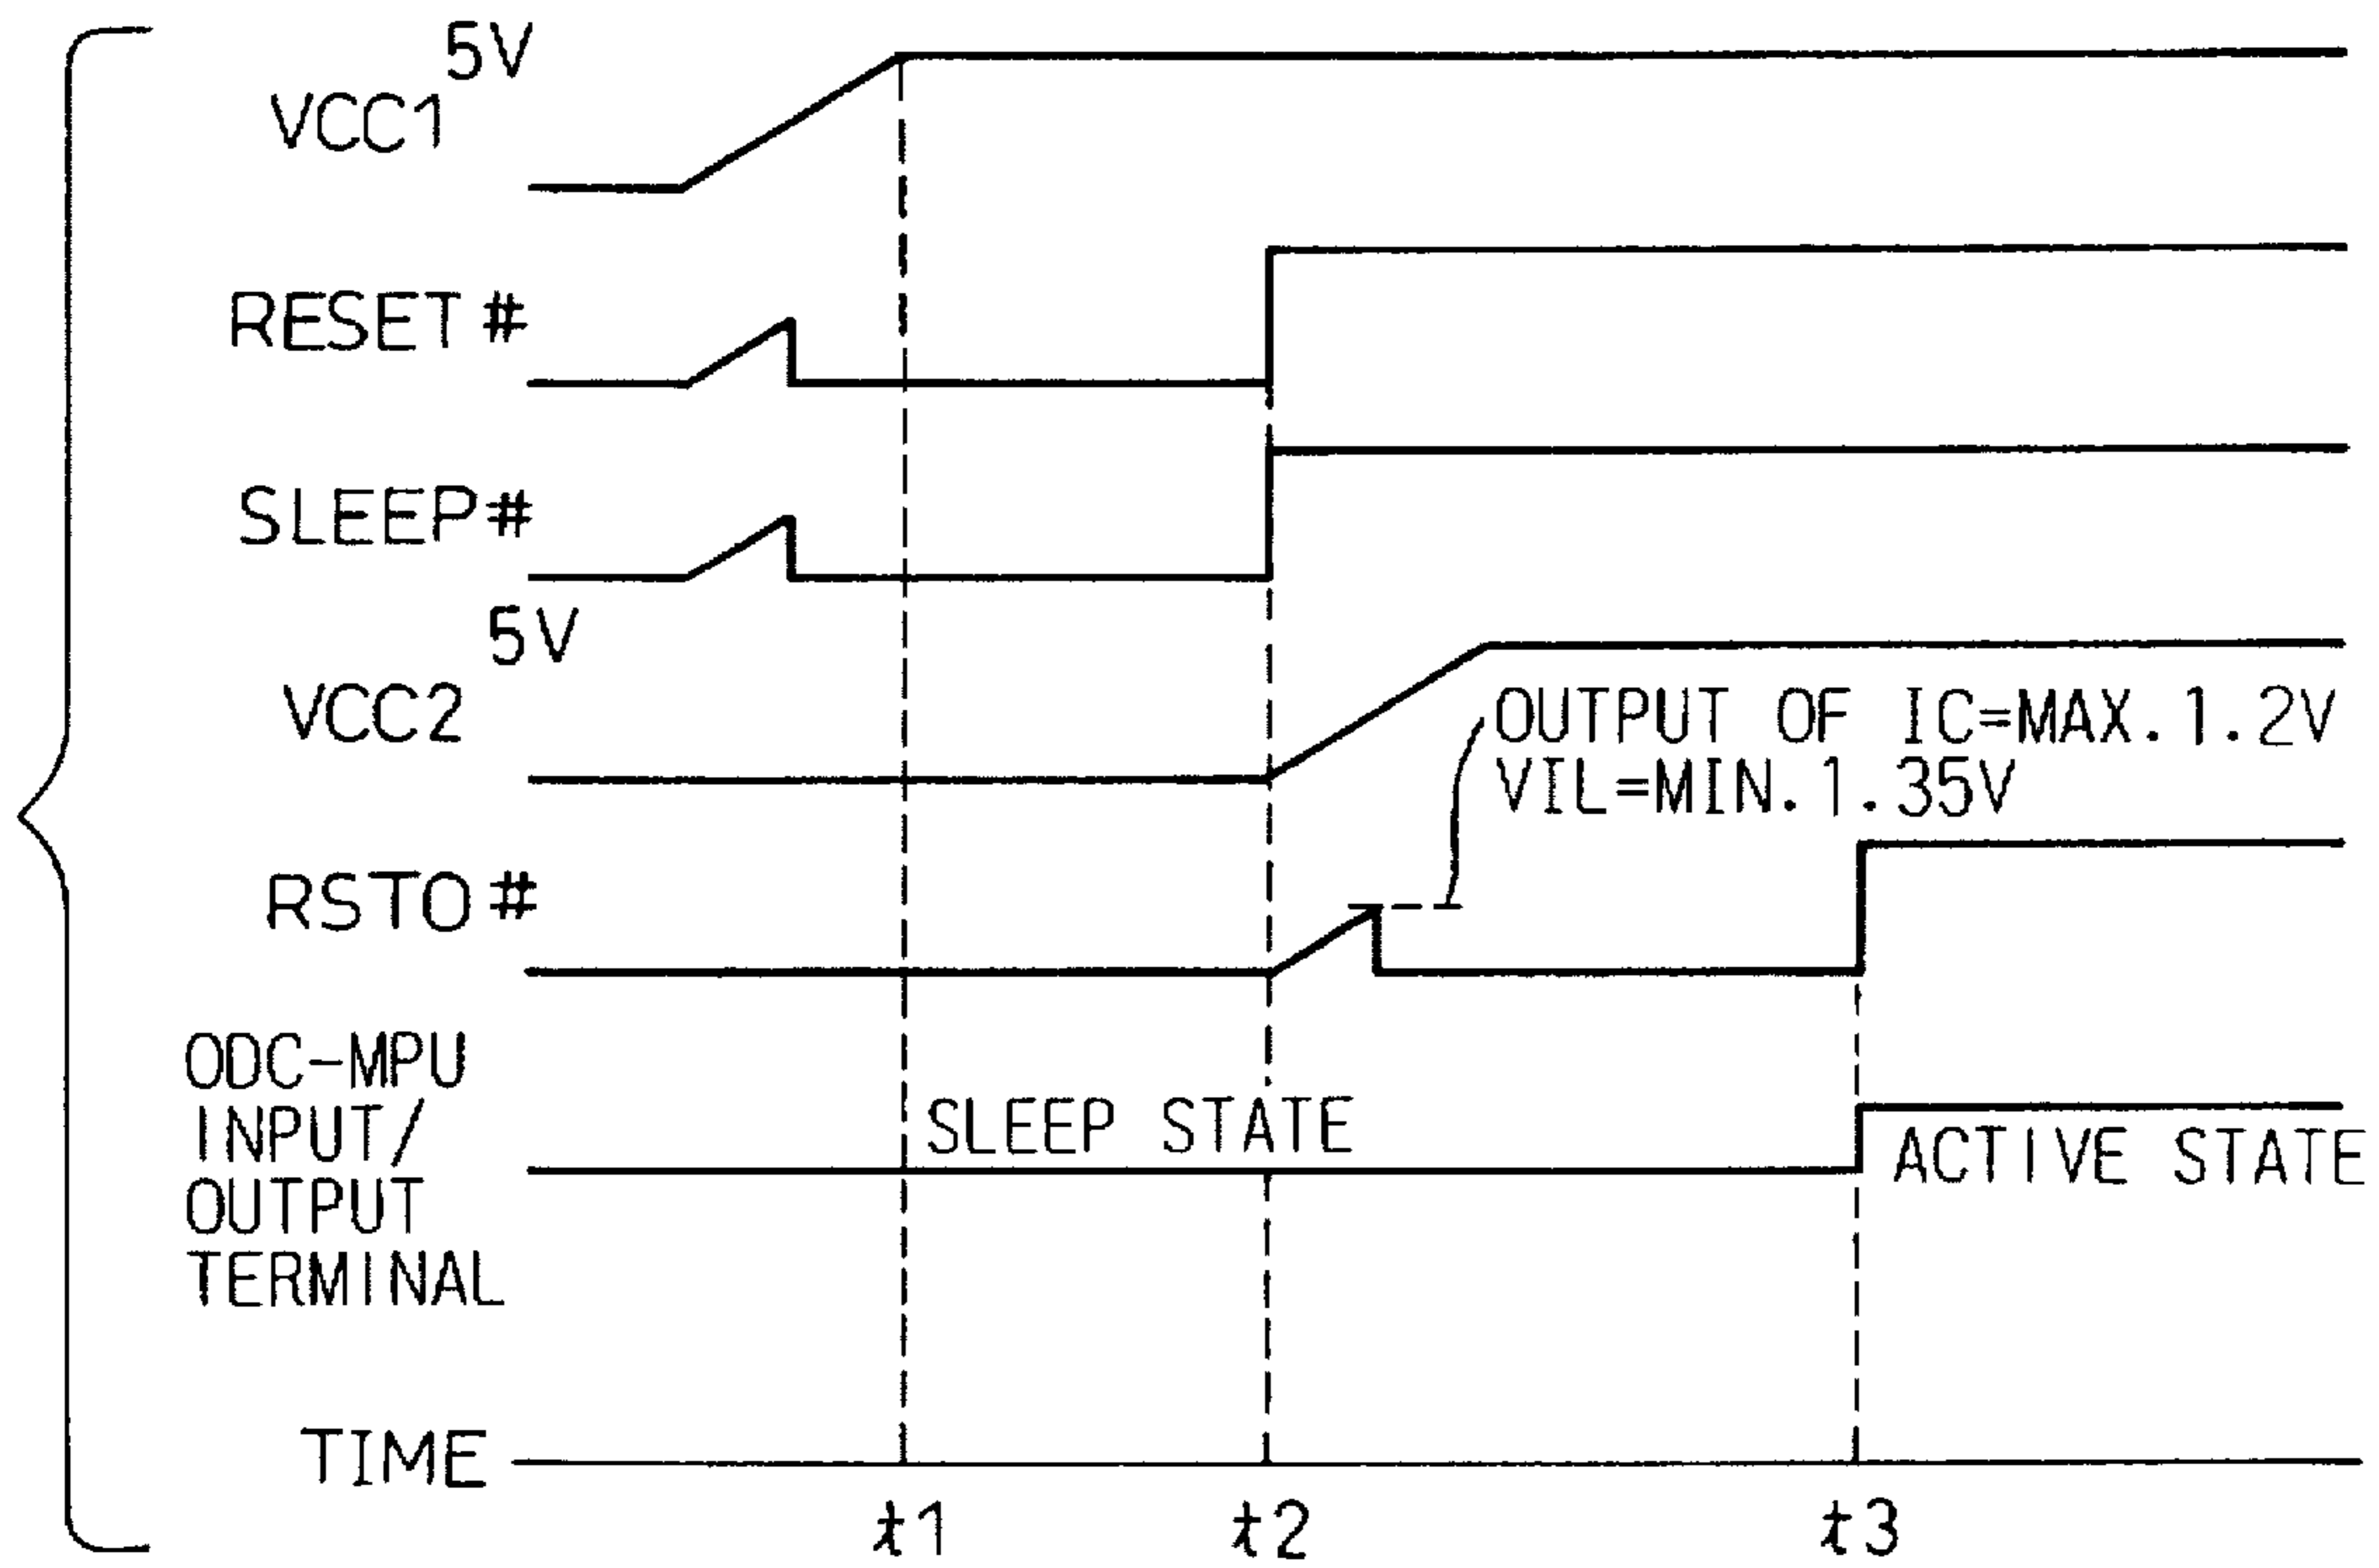 5V
VCC1
RESET #
SLEEP#
5V
VCC2
OUTPUT OF IC=MAX.1.2V
VIL=MIN.1.35V
RSTO #
ODC-MPU
INPUT/
OUTPUT
TERMINAL
SLEEP STATE
ACTIVE STATE
TIME
t1
t2
t3